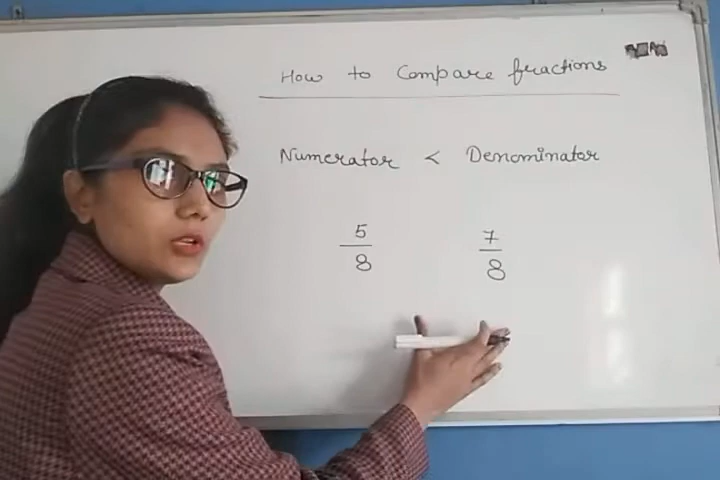 How to Compare fractions
Numerator < Denominator
5 7
8 8